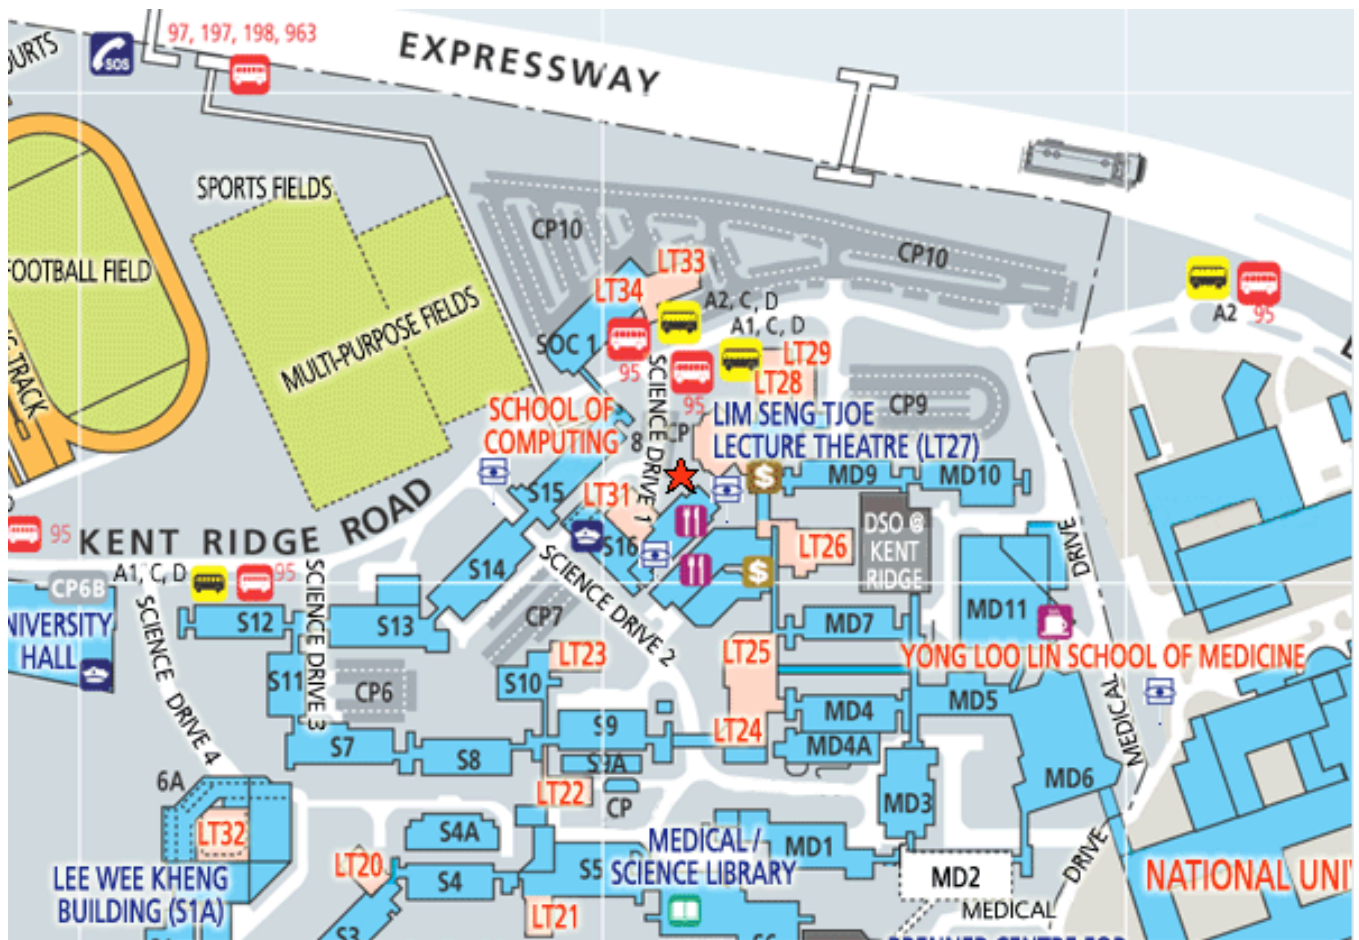 97, 197, 198, 963
SOS
EXPRESSWAY
SPORTS FIELDS
CP10
CP10
FOOTBALL FIELD
LT33
LT34
MULTI-PURPOSE FIELDS
A2, C, D
A1, C, D
A2
95
SOC 1
95
LT29
95
LT28
SCIENCE DRIVE 1
CP9
SCHOOL OF
COMPUTING
8
CP
LIM SENG TJOE
LECTURE THEATRE (LT27)
TRACK
MD9
MD10
S15
LT31
DSO @
KENT
RIDGE
95
KENT RIDGE ROAD
S16
LT26
DRIVE
CP6B
A1, C, D
95
S14
SCIENCE DRIVE 2
MD11
S12
S13
CP7
MD7
UNIVERSITY
HALL
SCIENCE DRIVE 4
SCIENCE DRIVE 3
LT23
LT25
YONG LOO LIN SCHOOL OF MEDICINE
S11
CP6
S10
MD5
MEDICAL
S7
S8
S9
LT24
MD4
MD4A
S9A
MD6
6A
LT22
CP
MD3
LT32
S4A
MEDICAL /
SCIENCE LIBRARY
MD1
DRIVE
LT20
S4
S5
MD2
NATIONAL UNI
LEE WEE KHENG
BUILDING (S1A)
LT21
MEDICAL
S3
S6